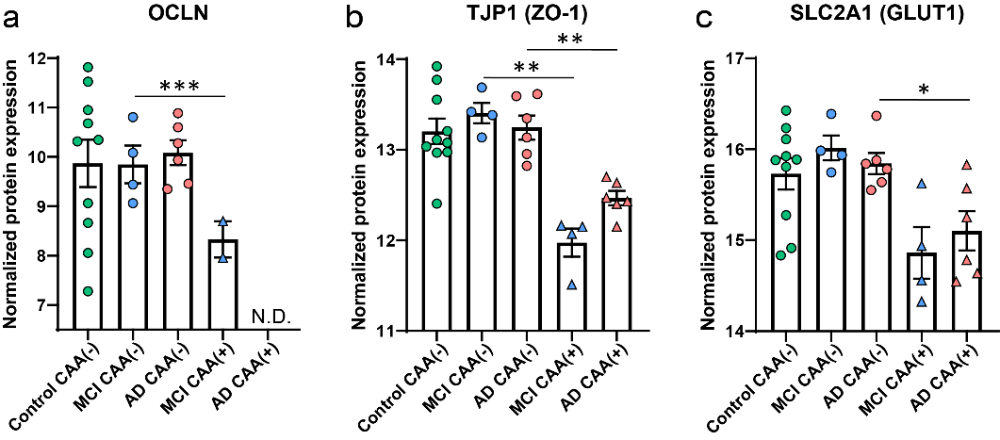 a
OCLN
Normalized protein expression
12
11
10
9
8
7
***
N.D.
Control CAA(-)
MCI CAA(-)
AD CAA(-)
MCI CAA(+)
AD CAA(+)
b
TJP1 (ZO-1)
Normalized protein expression
14
13
12
11
**
**
Control CAA(-)
MCI CAA(-)
AD CAA(-)
MCI CAA(+)
AD CAA(+)
c
SLC2A1 (GLUT1)
Normalized protein expression
17
16
15
14
*
Control CAA(-)
MCI CAA(-)
AD CAA(-)
MCI CAA(+)
AD CAA(+)